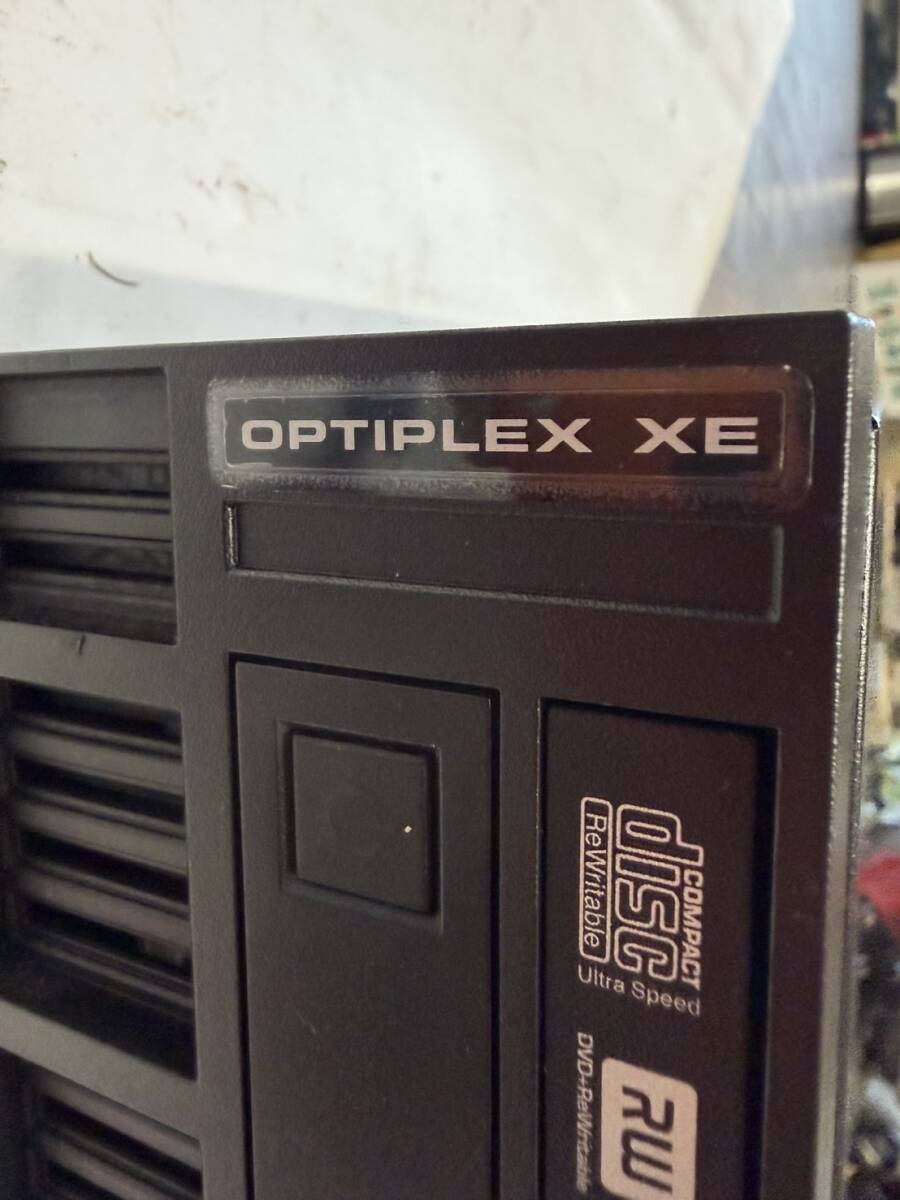 OPTIPLEX XE
COMPACT
disc
ReWritable
Ultra Speed
RW
DVD+ReWritable